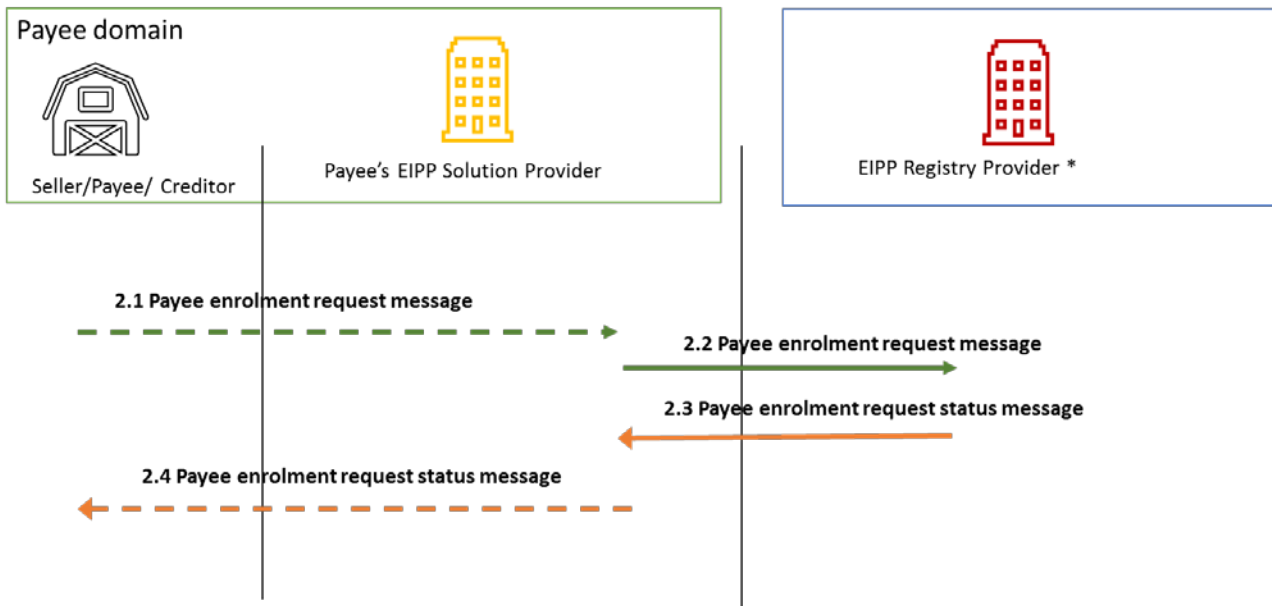 Payee domain
Seller/Payee/ Creditor
Payee's EIPP Solution Provider
EIPP Registry Provider *
2.1 Payee enrolment request message
2.2 Payee enrolment request message
2.3 Payee enrolment request status message
2.4 Payee enrolment request status message